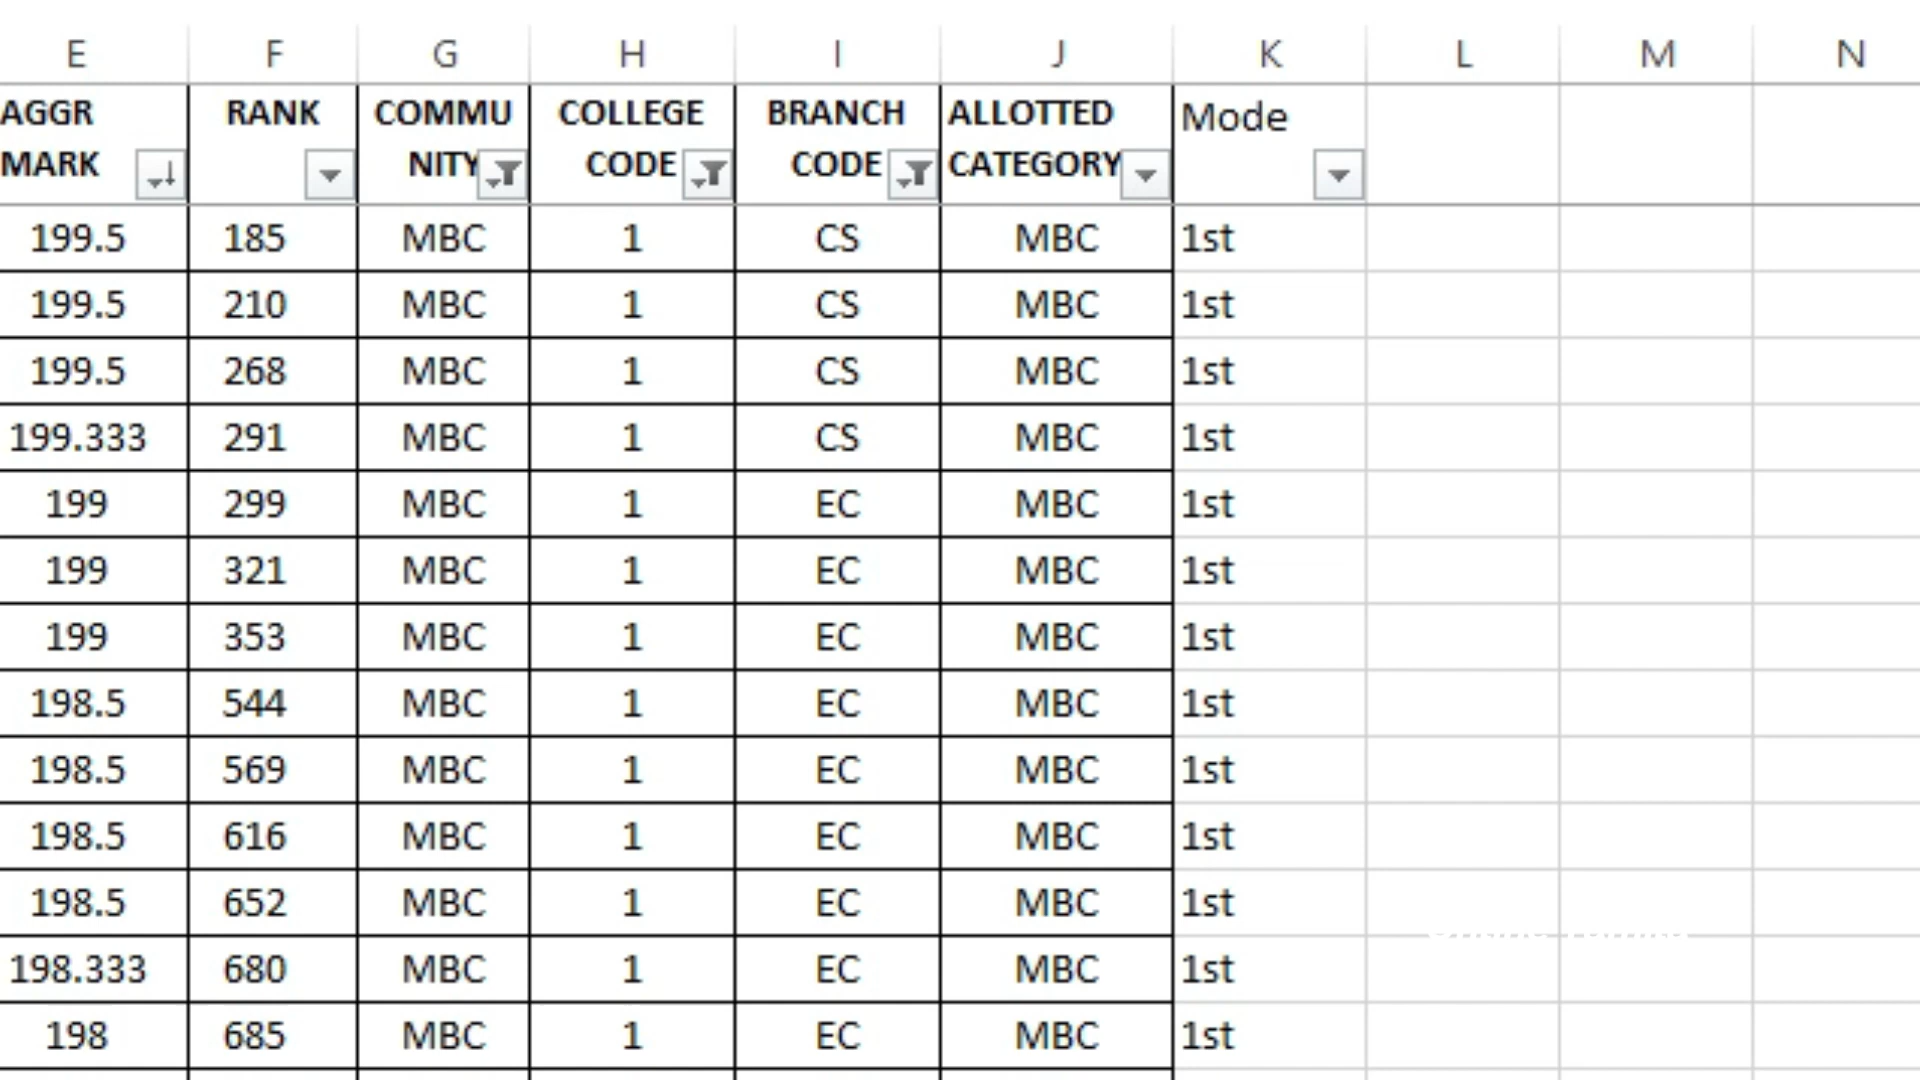 E F G H I J K L M N
AGGR MARK RANK COMMU NITY COLLEGE CODE BRANCH CODE ALLOTTED CATEGORY Mode
199.5 185 MBC 1 CS MBC 1st
199.5 210 MBC 1 CS MBC 1st
199.5 268 MBC 1 CS MBC 1st
199.333 291 MBC 1 CS MBC 1st
199 299 MBC 1 EC MBC 1st
199 321 MBC 1 EC MBC 1st
199 353 MBC 1 EC MBC 1st
198.5 544 MBC 1 EC MBC 1st
198.5 569 MBC 1 EC MBC 1st
198.5 616 MBC 1 EC MBC 1st
198.5 652 MBC 1 EC MBC 1st
198.333 680 MBC 1 EC MBC 1st
198 685 MBC 1 EC MBC 1st